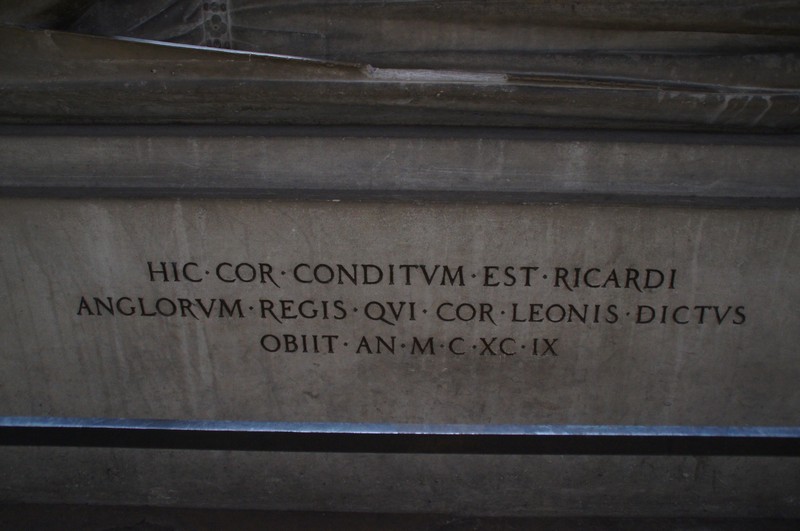 HIC·COR·CONDITVM·EST·RICARDI
ANGLORVM·REGIS·QVI·COR·LEONIS·DICTVS
OBIIT·AN·M·C·XC·IX